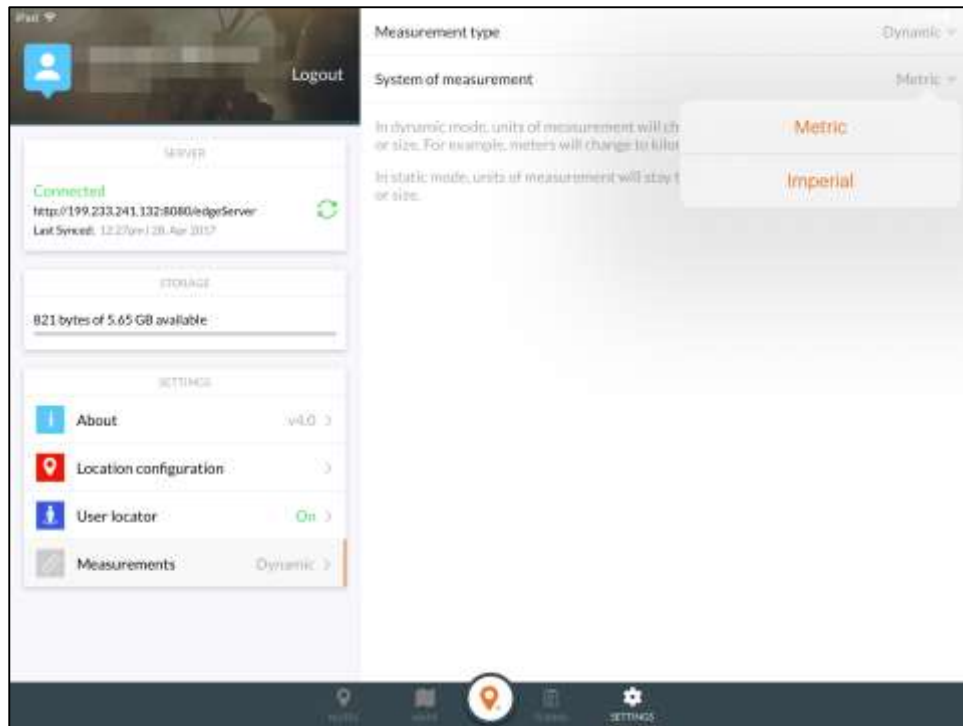 iPad
Logout
SERVER
Connected
http://199.233.241.132:8080/edgeServer
Last Synced: 12:27pm | 28. Apr 2017
STORAGE
821 bytes of 5.65 GB available
SETTINGS
About v4.0
Location configuration
User locator On
Measurements Dynamic
Measurement type Dynamic
System of measurement Metric
In dynamic mode, units of measurement will
or size. For example, meters will change to
In static mode, units of measurement will stay
or size.
Metric
Imperial
SETTINGS